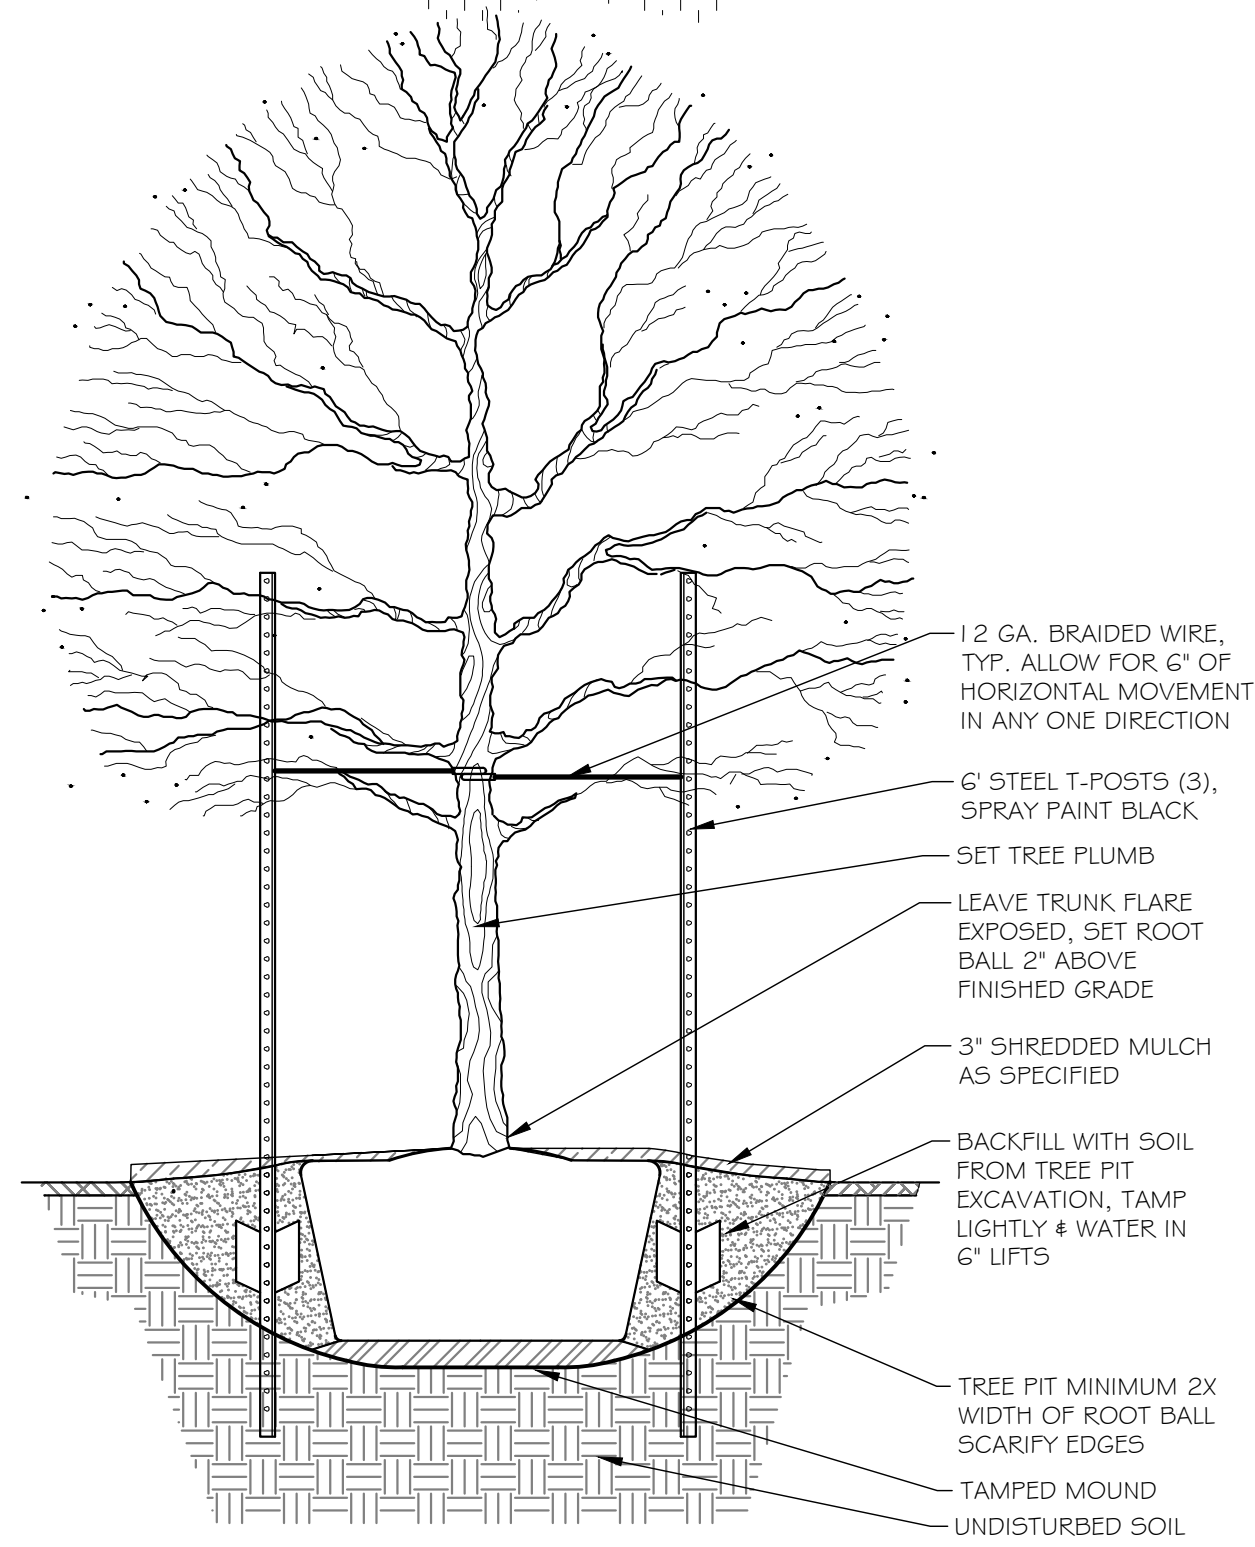 12 GA. BRAIDED WIRE,
TYP. ALLOW FOR 6" OF
HORIZONTAL MOVEMENT
IN ANY ONE DIRECTION
6' STEEL T-POSTS (3),
SPRAY PAINT BLACK
SET TREE PLUMB
LEAVE TRUNK FLARE
EXPOSED, SET ROOT
BALL 2" ABOVE
FINISHED GRADE
3" SHREDDED MULCH
AS SPECIFIED
BACKFILL WITH SOIL
FROM TREE PIT
EXCAVATION, TAMP
LIGHTLY & WATER IN
6" LIFTS
TREE PIT MINIMUM 2X
WIDTH OF ROOT BALL
SCARIFY EDGES
TAMPED MOUND
UNDISTURBED SOIL